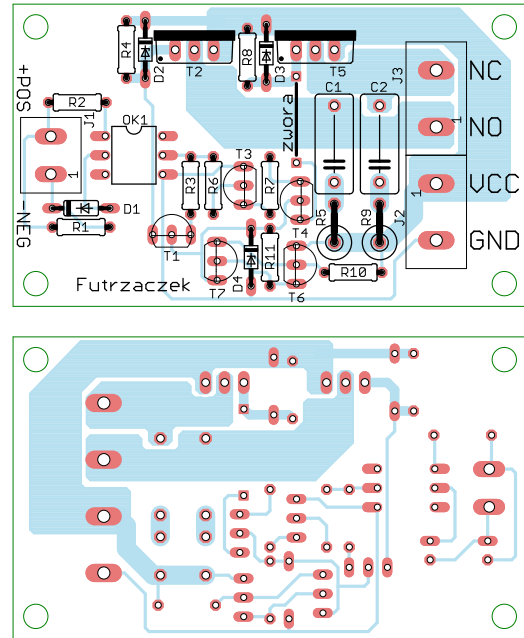 R4
D2
T2
R8
D3
T5
J3
NC
NO
1
+POS
-NEG
J1
R2
OK1
1
D1
R1
zwora
C1
C2
T3
R3
R6
R7
T4
R5
R9
J2
1
VCC
GND
T1
T7
D4
R11
T6
R10
Futrzaczek